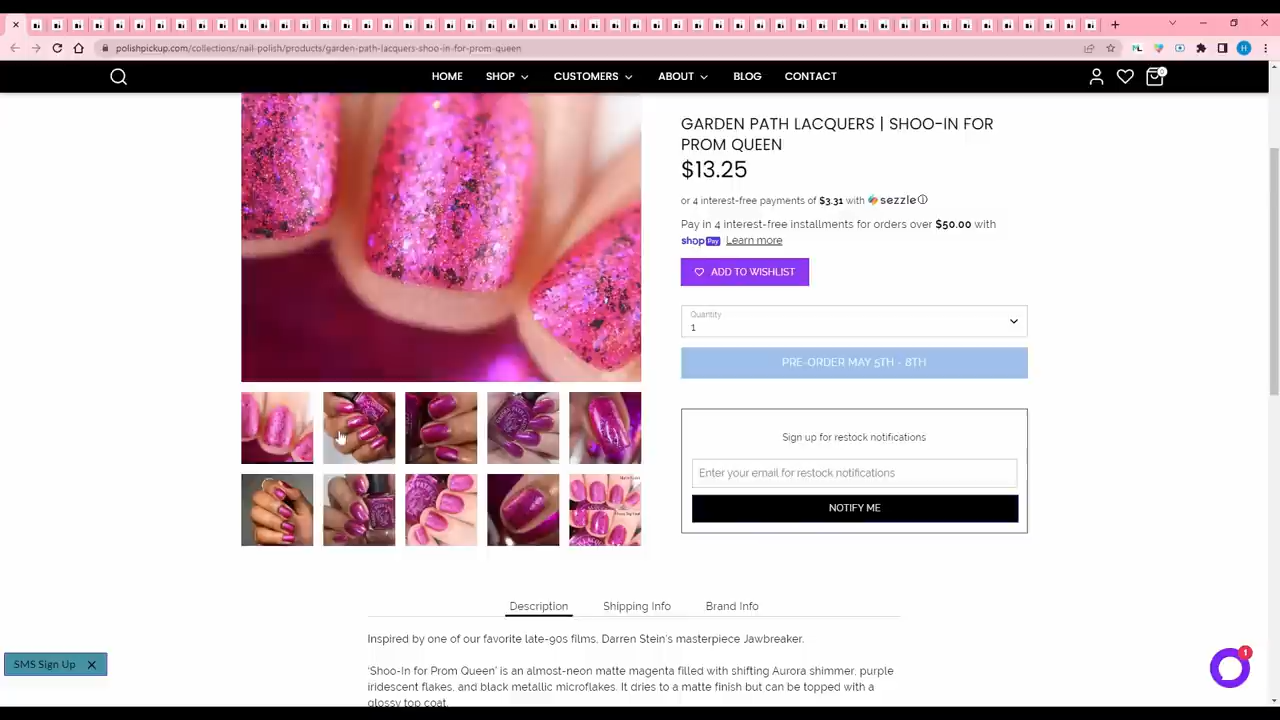 polishpickup.com/collections/nail-polish/products/garden-path-lacquers-shoo-in-for-prom-queen
HOME SHOP CUSTOMERS ABOUT BLOG CONTACT
0
GARDEN PATH LACQUERS | SHOO-IN FOR
PROM QUEEN
$13.25
or 4 interest-free payments of $3.31 with sezzle
Pay in 4 interest-free installments for orders over $50.00 with
shop Pay Learn more
ADD TO WISHLIST
Quantity
1
PRE-ORDER MAY 5TH - 8TH
Sign up for restock notifications
Enter your email for restock notifications
NOTIFY ME
Description Shipping Info Brand Info
Inspired by one of our favorite late-90s films, Darren Stein's masterpiece Jawbreaker.
'Shoo-In for Prom Queen' is an almost-neon matte magenta filled with shifting Aurora shimmer, purple
iridescent flakes, and black metallic microflakes. It dries to a matte finish but can be topped with a
glossy top coat.
SMS Sign Up
1